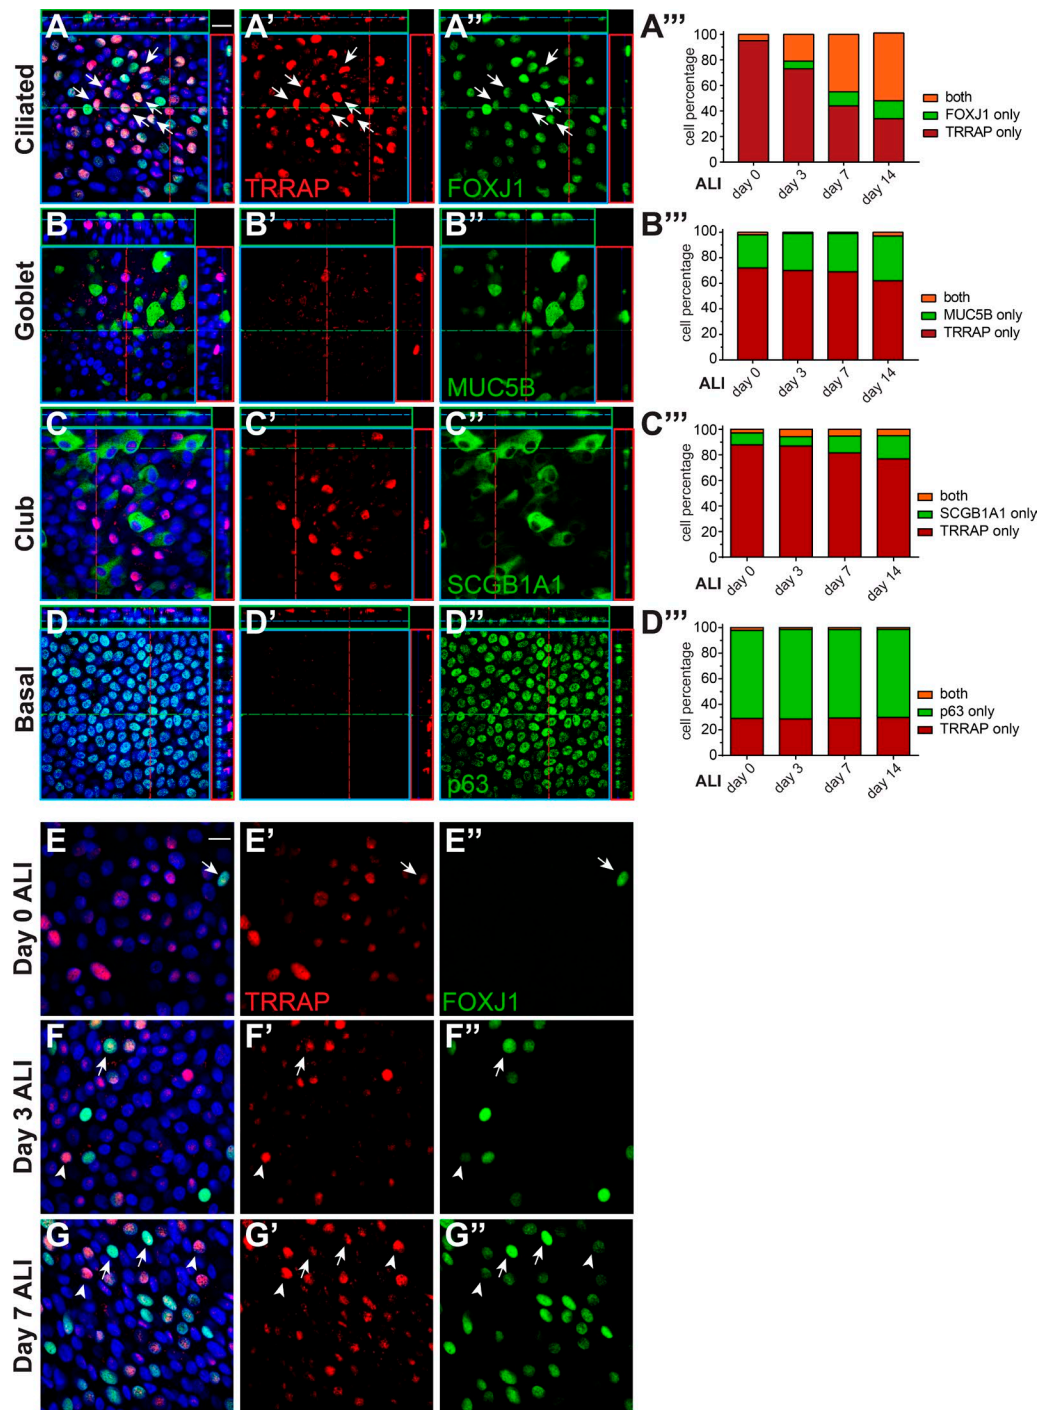 Ciliated
A
A’
TRRAP
A’’
FOXJ1
A’’’
cell percentage
100
80
60
40
20
0
ALI
day 0
day 3
day 7
day 14
both
FOXJ1 only
TRRAP only
Goblet
B
B’
B’’
MUC5B
B’’’
cell percentage
100
80
60
40
20
0
ALI
day 0
day 3
day 7
day 14
both
MUC5B only
TRRAP only
Club
C
C’
C’’
SCGB1A1
C’’’
cell percentage
100
80
60
40
20
0
ALI
day 0
day 3
day 7
day 14
both
SCGB1A1 only
TRRAP only
Basal
D
D’
D’’
p63
D’’’
cell percentage
100
80
60
40
20
0
ALI
day 0
day 3
day 7
day 14
both
p63 only
TRRAP only
Day 0 ALI
E
E’
TRRAP
E’’
FOXJ1
Day 3 ALI
F
F’
F’’
Day 7 ALI
G
G’
G’’